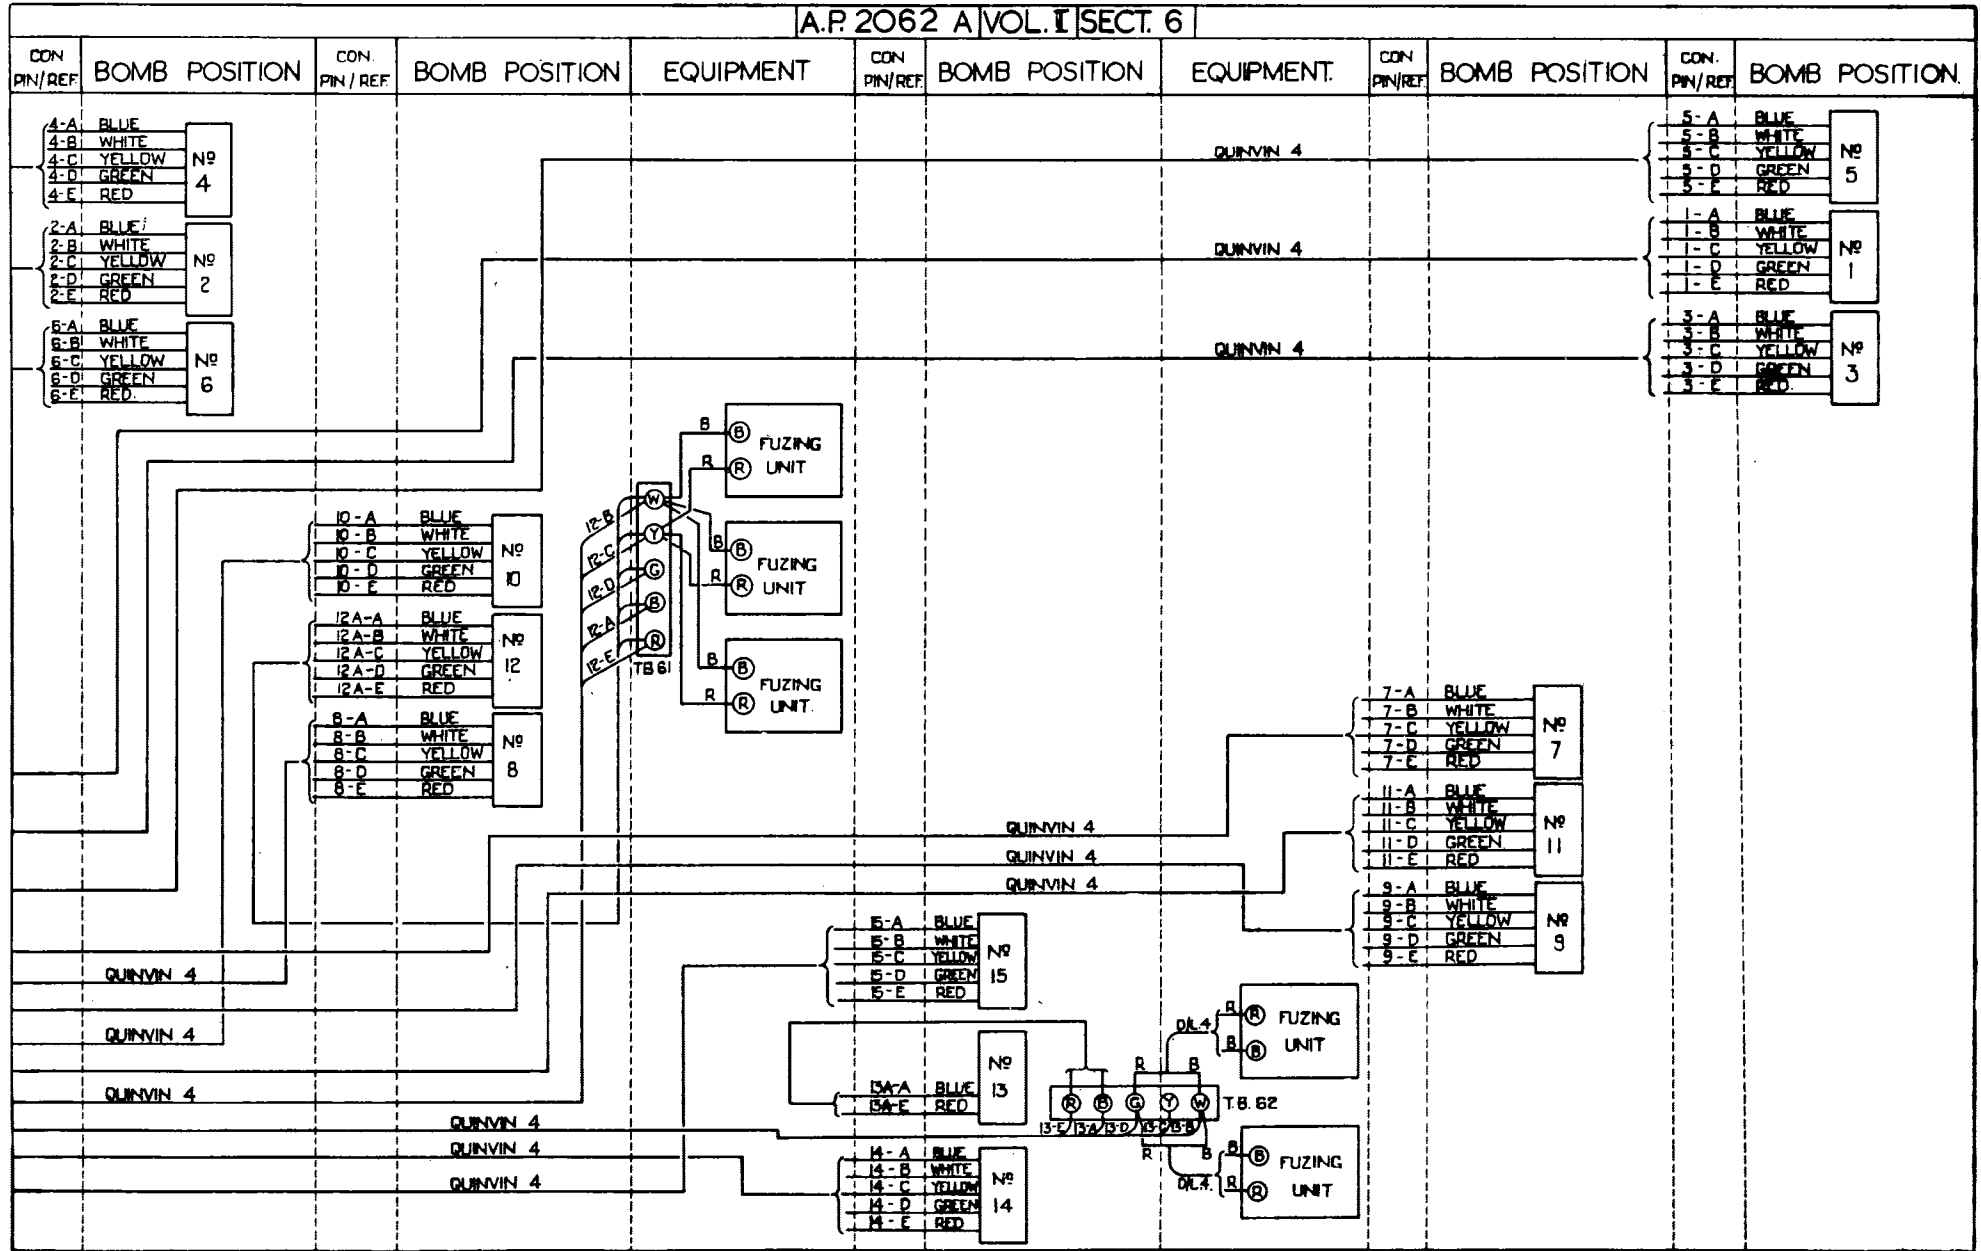 A.P. 2062 A VOL. I SECT. 6
CON PIN/REF. BOMB POSITION CON. PIN/REF. BOMB POSITION EQUIPMENT CON PIN/REF. BOMB POSITION EQUIPMENT. CON PIN/REF. BOMB POSITION CON. PIN/REF. BOMB POSITION.
4-A BLUE
4-B WHITE
4-C YELLOW
4-D GREEN
4-E RED
Nº 4
2-A BLUE
2-B WHITE
2-C YELLOW
2-D GREEN
2-E RED
Nº 2
6-A BLUE
6-B WHITE
6-C YELLOW
6-D GREEN
6-E RED.
Nº 6
QUINVIN 4
5-A BLUE
5-B WHITE
5-C YELLOW
5-D GREEN
5-E RED
Nº 5
QUINVIN 4
1-A BLUE
1-B WHITE
1-C YELLOW
1-D GREEN
1-E RED
Nº 1
QUINVIN 4
3-A BLUE
3-B WHITE
3-C YELLOW
3-D GREEN
3-E RED.
Nº 3
10-A BLUE
10-B WHITE
10-C YELLOW
10-D GREEN
10-E RED
Nº 10
12A-A BLUE
12A-B WHITE
12A-C YELLOW
12A-D GREEN
12A-E RED
Nº 12
8-A BLUE
8-B WHITE
8-C YELLOW
8-D GREEN
8-E RED
Nº 8
12-B W
12-C Y
12-D G
12-A B
12-E R
TB 61
B B FUZING
R R UNIT
B B FUZING
R R UNIT
B B FUZING
R R UNIT.
7-A BLUE
7-B WHITE
7-C YELLOW
7-D GREEN
7-E RED
Nº 7
11-A BLUE
11-B WHITE
11-C YELLOW
11-D GREEN
11-E RED
Nº 11
9-A BLUE
9-B WHITE
9-C YELLOW
9-D GREEN
9-E RED
Nº 9
QUINVIN 4
QUINVIN 4
QUINVIN 4
15-A BLUE
15-B WHITE
15-C YELLOW
15-D GREEN
15-E RED
Nº 15
QUINVIN 4
QUINVIN 4
QUINVIN 4
QUINVIN 4
QUINVIN 4
QUINVIN 4
13A-A BLUE
13A-E RED
Nº 13
14-A BLUE
14-B WHITE
14-C YELLOW
14-D GREEN
14-E RED
Nº 14
D/L.4
R R FUZING
B B UNIT
R B
R B G Y W T.B. 62
13-E 13-A 13-D 13-C 13-B
R B
D/L.4.
B B FUZING
R R UNIT